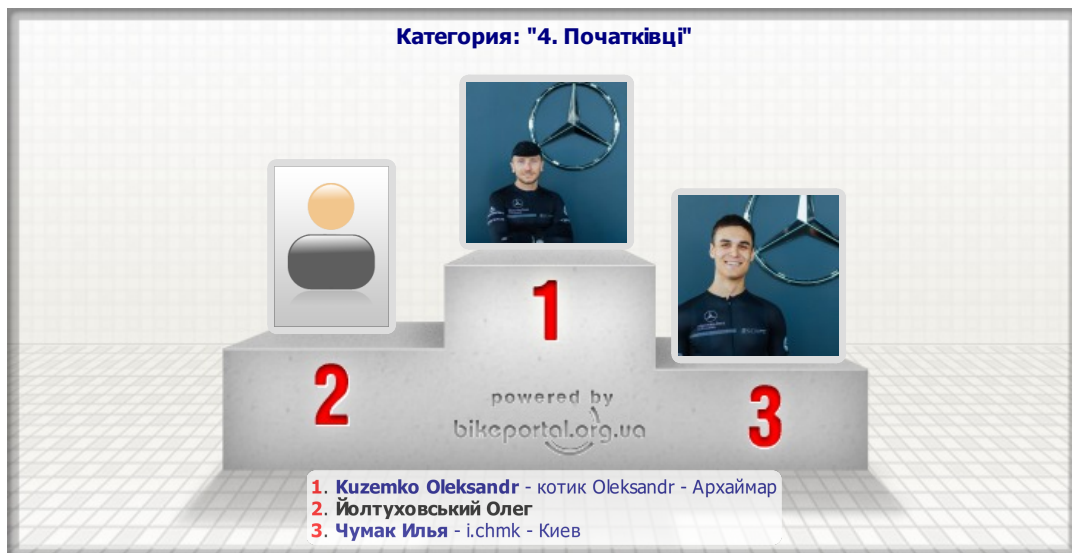 Категория: "4. Початківці"
1
2
3
powered by
bikeportal.org.ua
1. Kuzemko Oleksandr - котик Oleksandr - Архаймар
2. Йолтуховський Олег
3. Чумак Илья - i.chmk - Киев